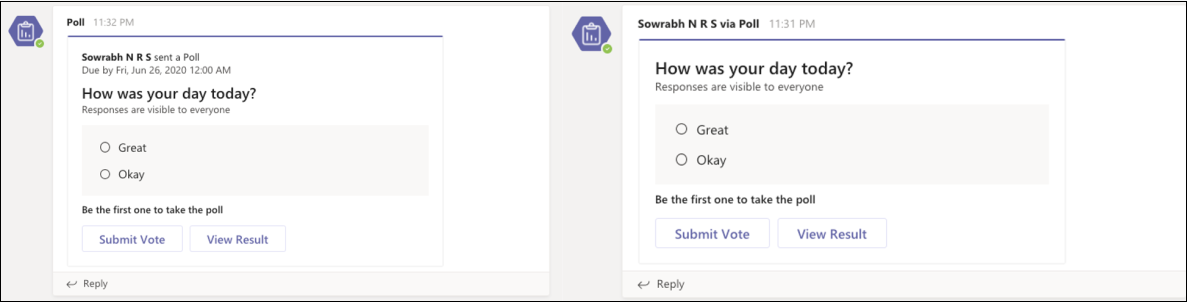 Poll 11:32 PM
Sowrabh N R S sent a Poll
Due by Fri, Jun 26, 2020 12:00 AM
How was your day today?
Responses are visible to everyone
Great
Okay
Be the first one to take the poll
Submit Vote View Result
Reply
Sowrabh N R S via Poll 11:31 PM
How was your day today?
Responses are visible to everyone
Great
Okay
Be the first one to take the poll
Submit Vote View Result
Reply